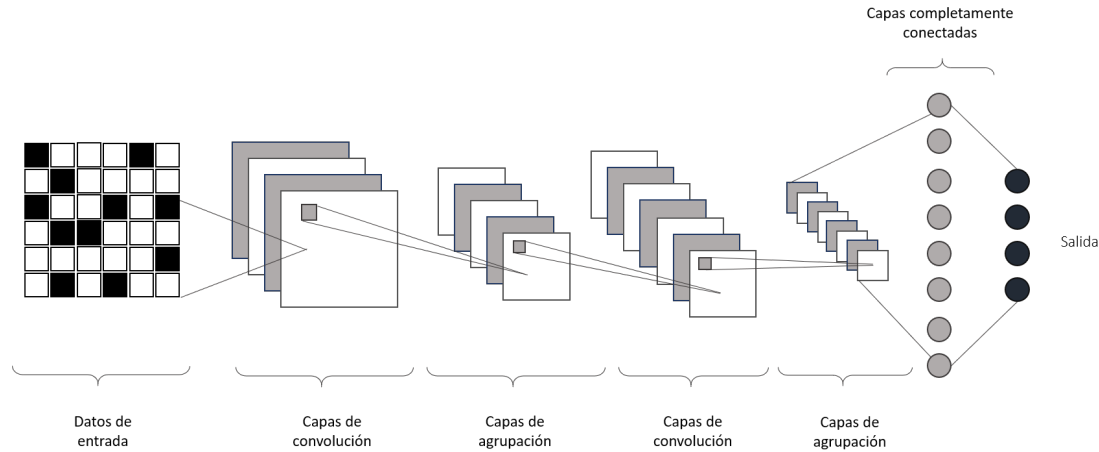 Capas completamente
conectadas
Salida
Datos de
entrada
Capas de
convolución
Capas de
agrupación
Capas de
convolución
Capas de
agrupación